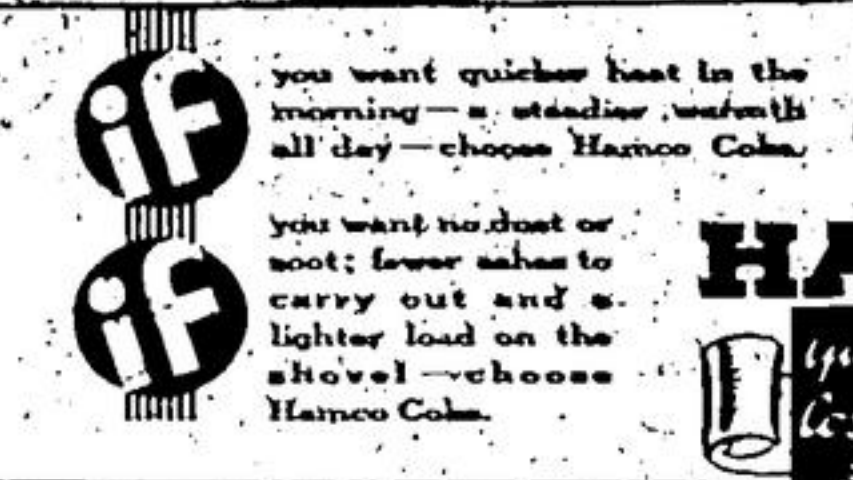 if
you want quicker heat in the
morning — a steadier warmth
all day — choose Hamco Coke.
if
you want no dust or
soot; fewer ashes to
carry out and a
lighter load on the
shovel — choose
Hamco Coke.
HA